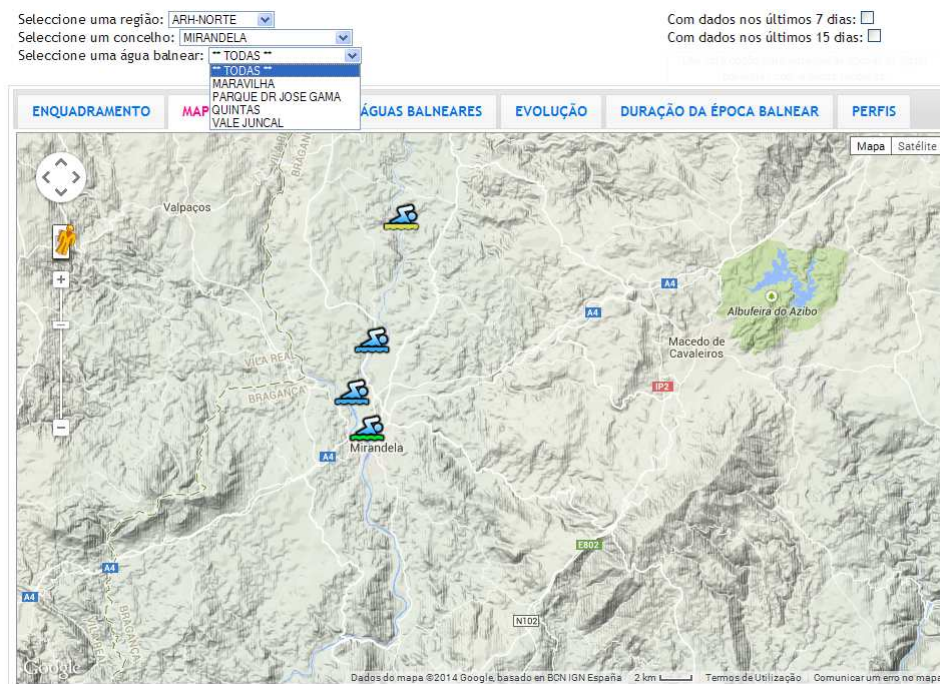 Seleccione uma região: ARH-NORTE
Com dados nos últimos 7 dias:
Seleccione um concelho: MIRANDELA
Com dados nos últimos 15 dias:
Seleccione uma água balnear: ** TODAS **
** TODAS **
MARAVILHA
PARQUE DR JOSE GAMA
QUINTAS
VALE JUNCAL
ENQUADRAMENTO
MAP
ÁGUAS BALNEARES
EVOLUÇÃO
DURAÇÃO DA ÉPOCA BALNEAR
PERFIS
Mapa
Satélite
BRAGAN
Valpaços
A4
Albufeira do Azibo
A4
Macedo de
Cavaleiros
VILA REAL
BRAGANÇA
IP2
Mirandela
A4
E802
A4
A4
BRAGANÇA
N102
Google
Dados do mapa ©2014 Google, basado en BCN IGN España
2 km
Termos de Utilização
Comunicar um erro no mapa